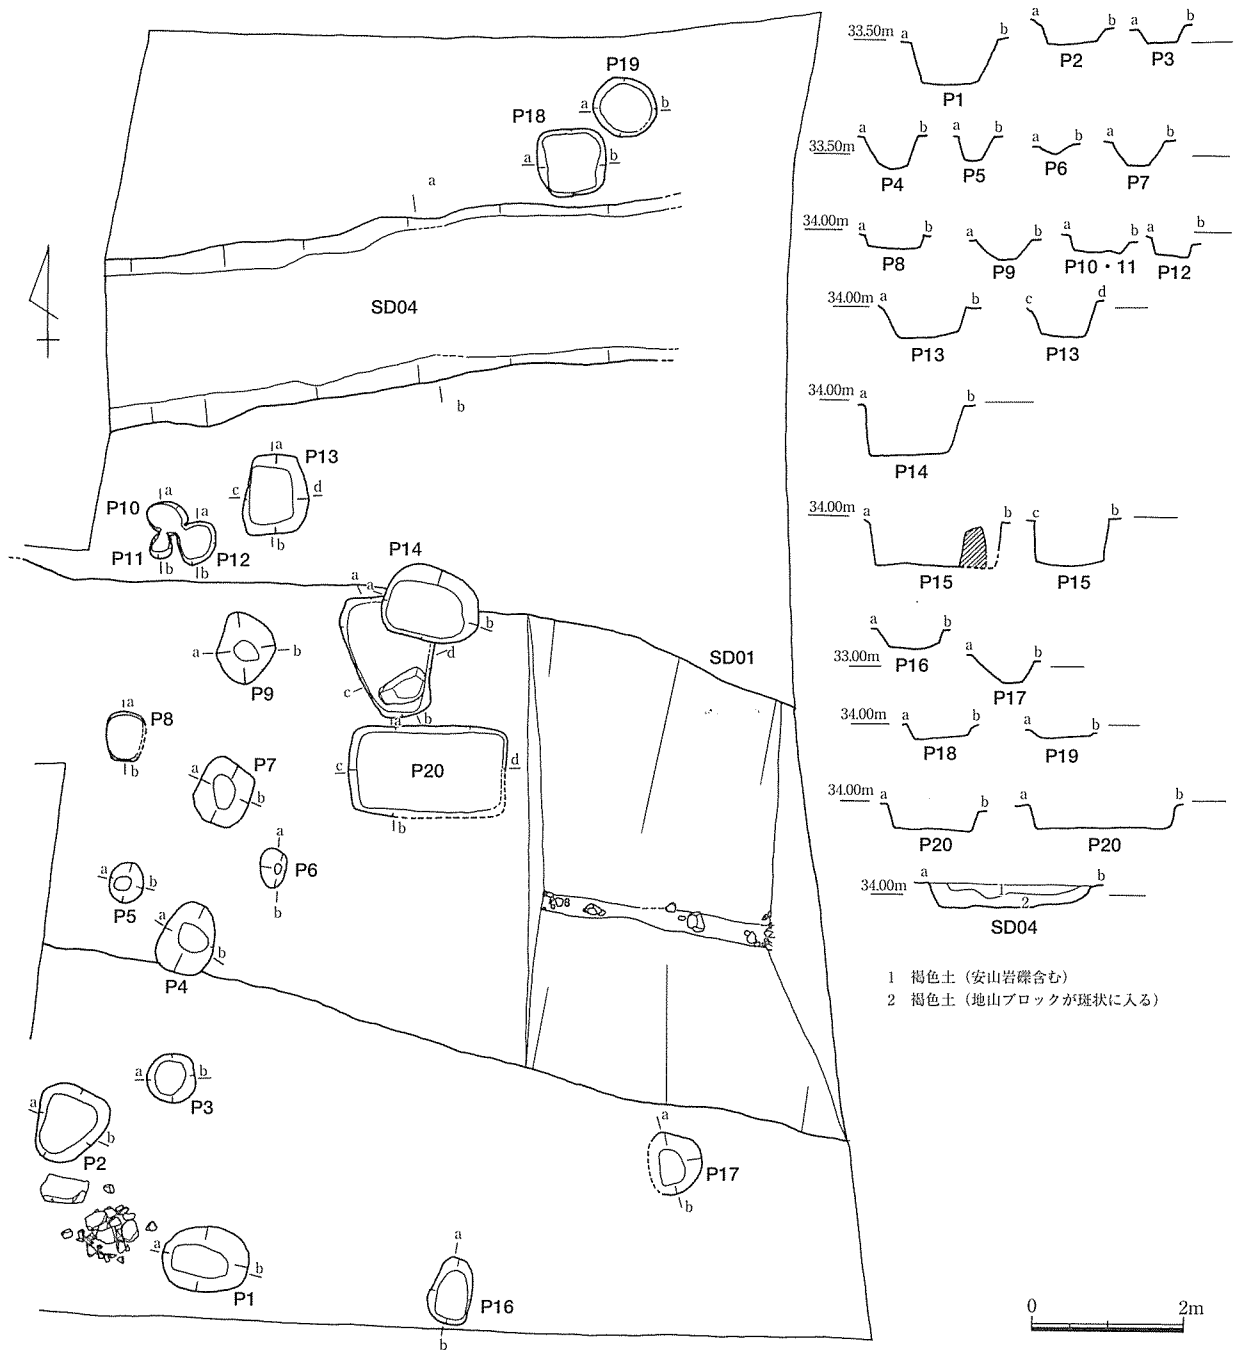 P19
a b
P18
a b
a
SD04
b
a
P13
c d
b
P10
a
a
P11
P12
b
b
P14
a
a
b
d
c
a b
SD01
P9
a b
P8
a
b
P7
a
b
P20
c d
b
a
P6
b
P5
a b
P4
a
b
P3
a b
P2
a
b
P1
a
b
a
P16
b
a
P17
b
33.50m a b
P1
a b
P2
a b
P3
33.50m a b
P4
a b
P5
a b
P6
a b
P7
34.00m a b
P8
a b
P9
a b
P10・11
a b
P12
34.00m a b
P13
c d
P13
34.00m a b
P14
34.00m a b
P15
c b
P15
33.00m a b
P16
a b
P17
34.00m a b
P18
a b
P19
34.00m a b
P20
a b
P20
34.00m a b
1
2
SD04
1 褐色土（安山岩礫含む）
2 褐色土（地山ブロックが斑状に入る）
0 2m